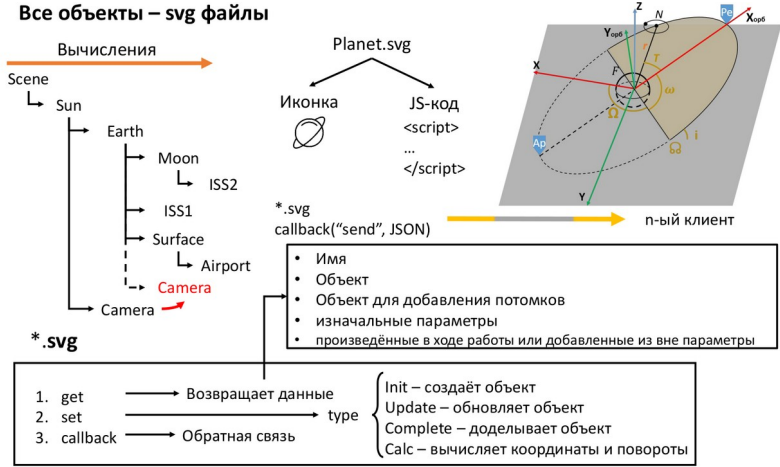 Все объекты – svg файлы
Вычисления
Scene
Sun
Earth
Moon
ISS2
ISS1
Surface
Airport
Camera
Camera
Planet.svg
Иконка
JS-код
<script>
...
</script>
Z
N
Pe
Xорб
Yорб
r
X
F
T
ω
Ω
i
☊
Ap
Y
*.svg
callback(“send”, JSON)
n-ый клиент
• Имя
• Объект
• Объект для добавления потомков
• изначальные параметры
• произведённые в ходе работы или добавленные из вне параметры
*.svg
1. get
Возвращает данные
2. set
type
3. callback
Обратная связь
Init – создаёт объект
Update – обновляет объект
Complete – доделывает объект
Calc – вычисляет координаты и повороты